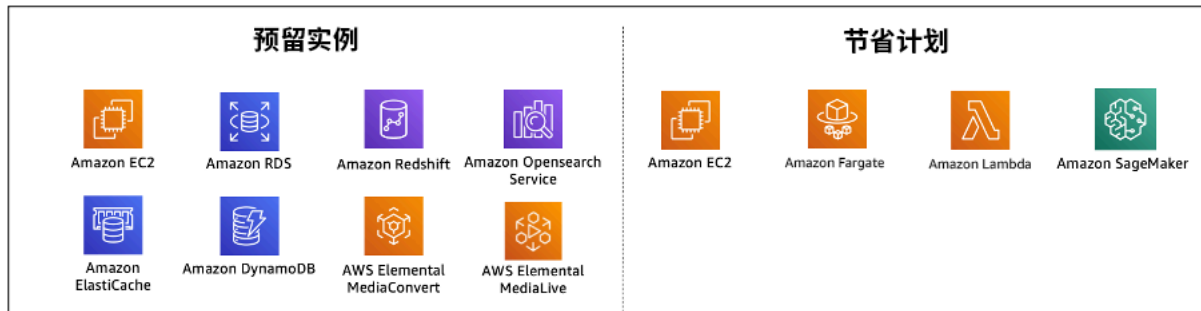 预留实例
Amazon EC2
Amazon RDS
Amazon Redshift
Amazon Opensearch
Service
Amazon
ElastiCache
Amazon DynamoDB
AWS Elemental
MediaConvert
AWS Elemental
MediaLive
节省计划
Amazon EC2
Amazon Fargate
Amazon Lambda
Amazon SageMaker